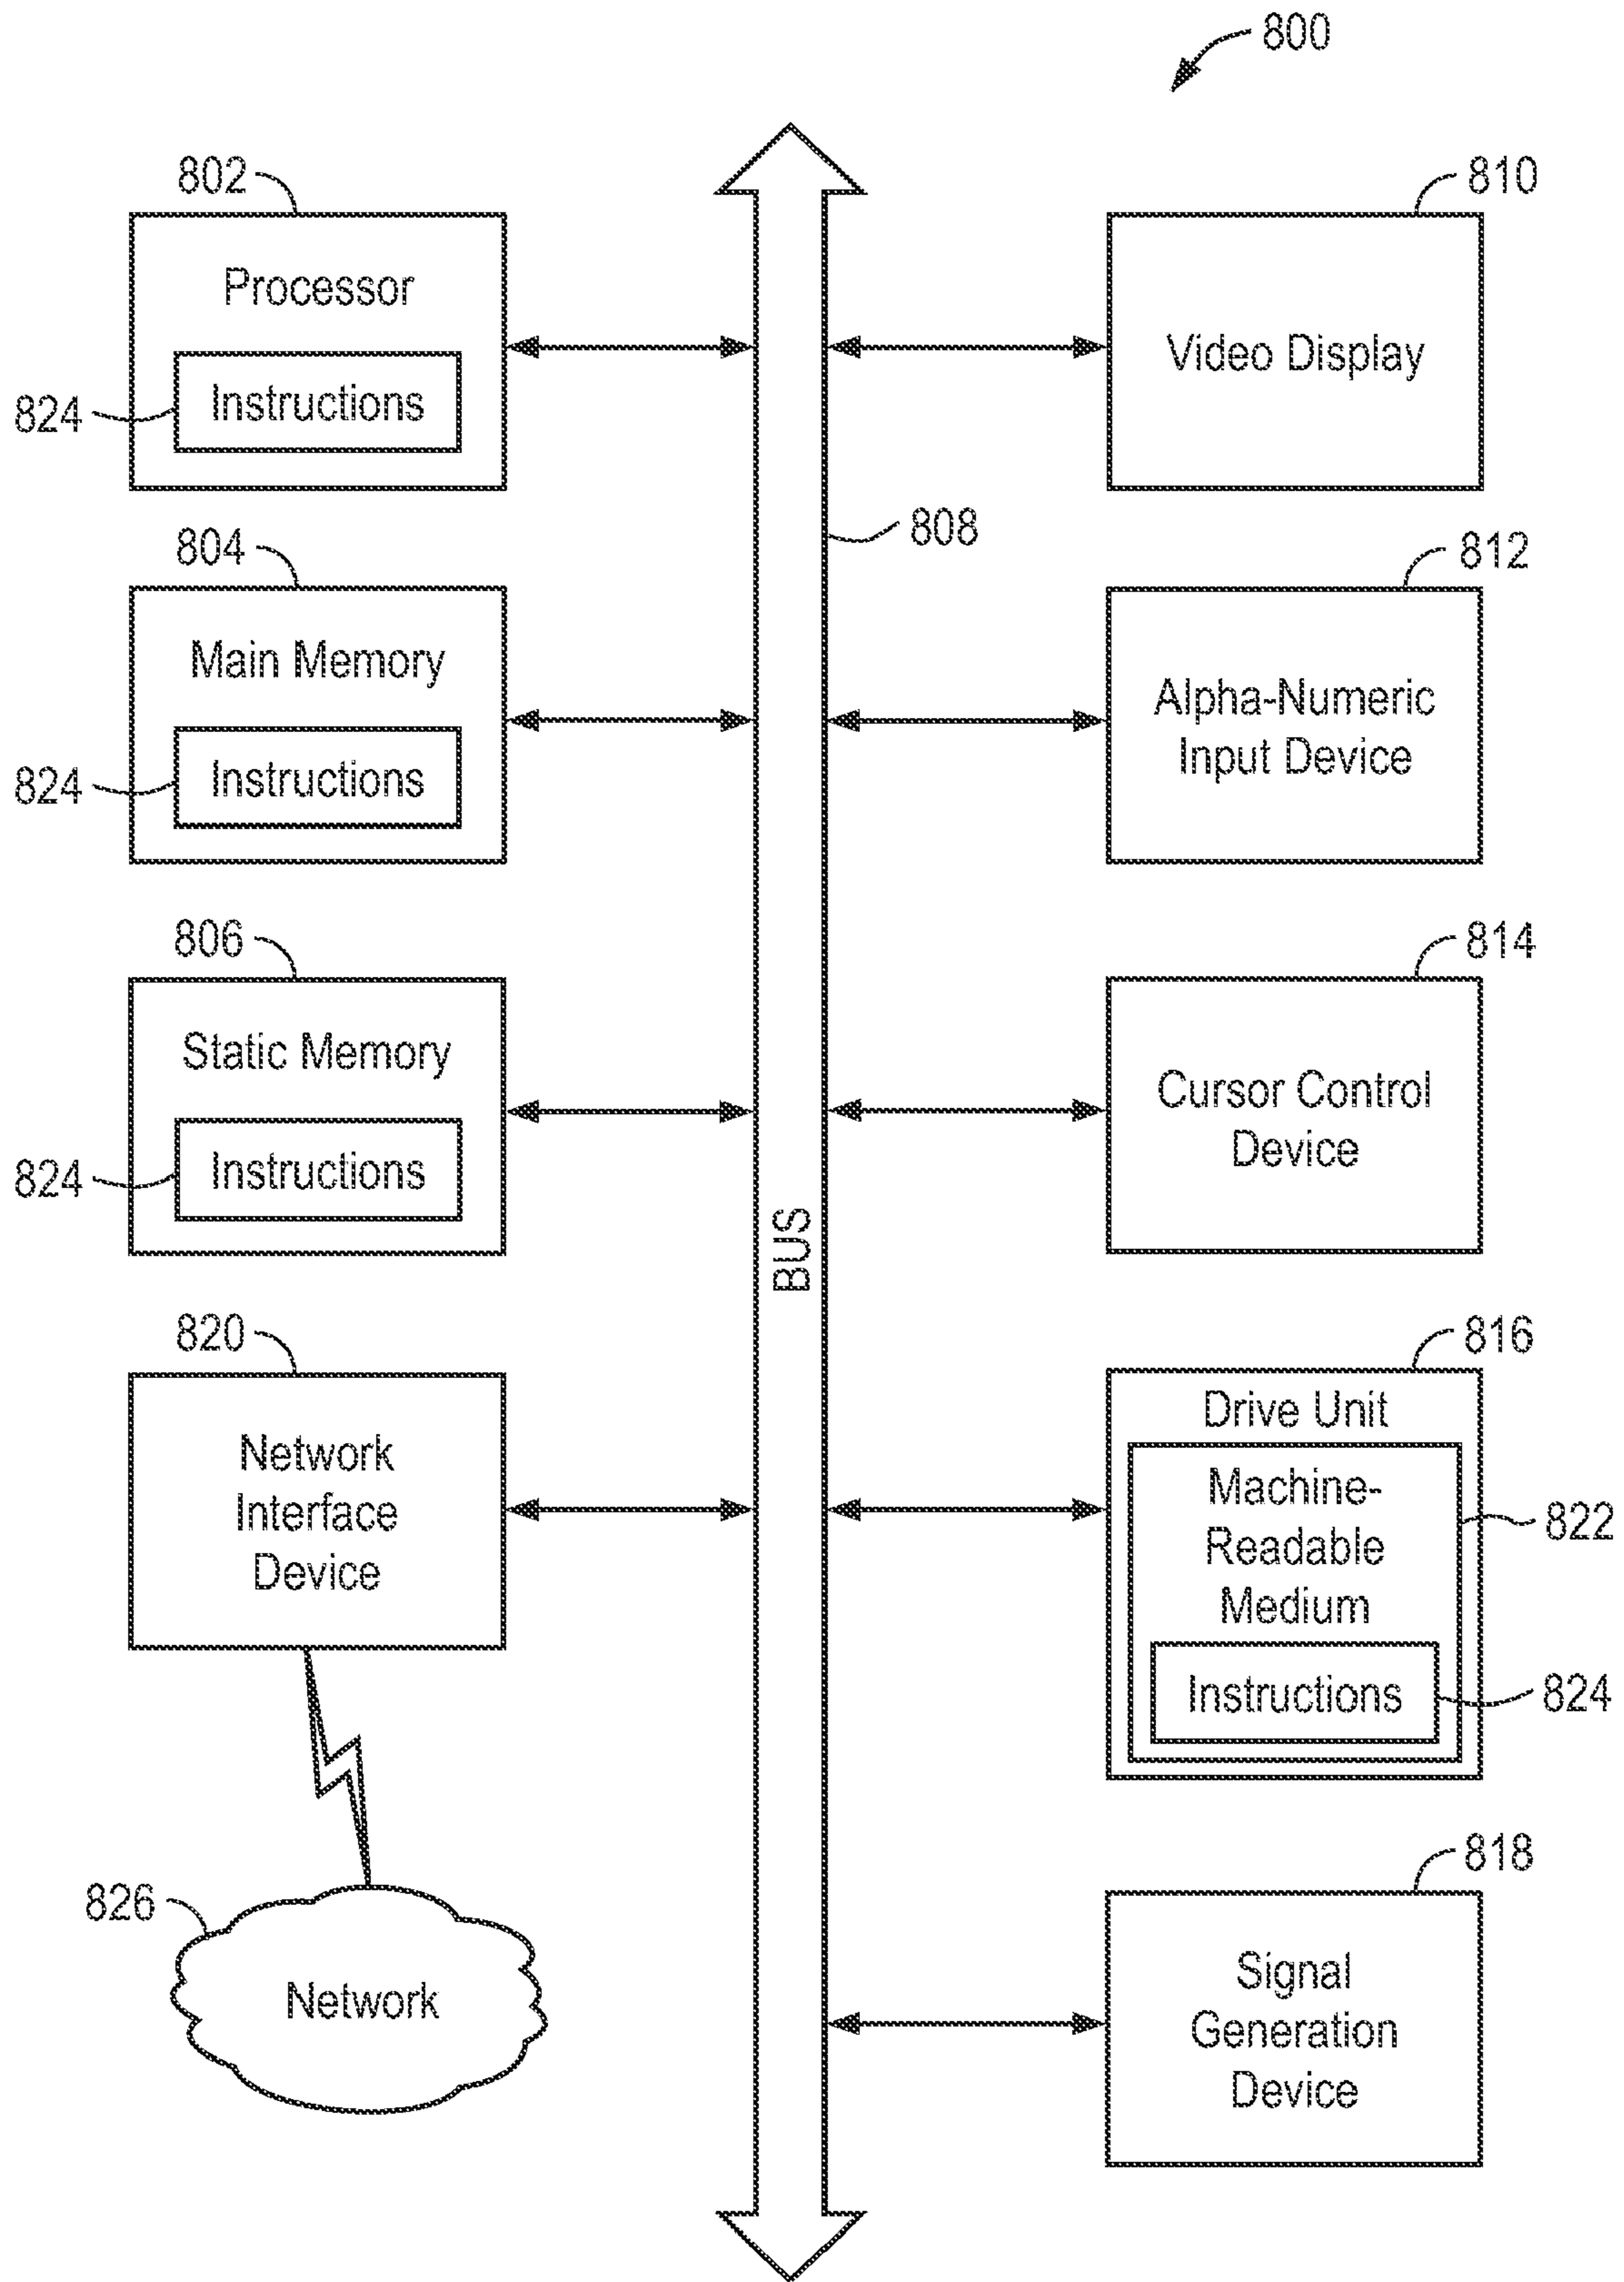 800
802
Processor
824
Instructions
804
Main Memory
824
Instructions
806
Static Memory
824
Instructions
820
Network
Interface
Device
826
Network
808
BUS
810
Video Display
812
Alpha-Numeric
Input Device
814
Cursor Control
Device
816
Drive Unit
Machine-
Readable
Medium
822
Instructions
824
818
Signal
Generation
Device